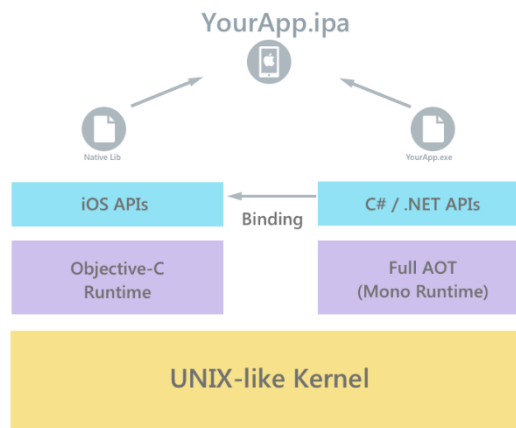 YourApp.ipa
Native Lib
YourApp.exe
iOS APIs
C# / .NET APIs
Binding
Objective-C
Runtime
Full AOT
(Mono Runtime)
UNIX-like Kernel